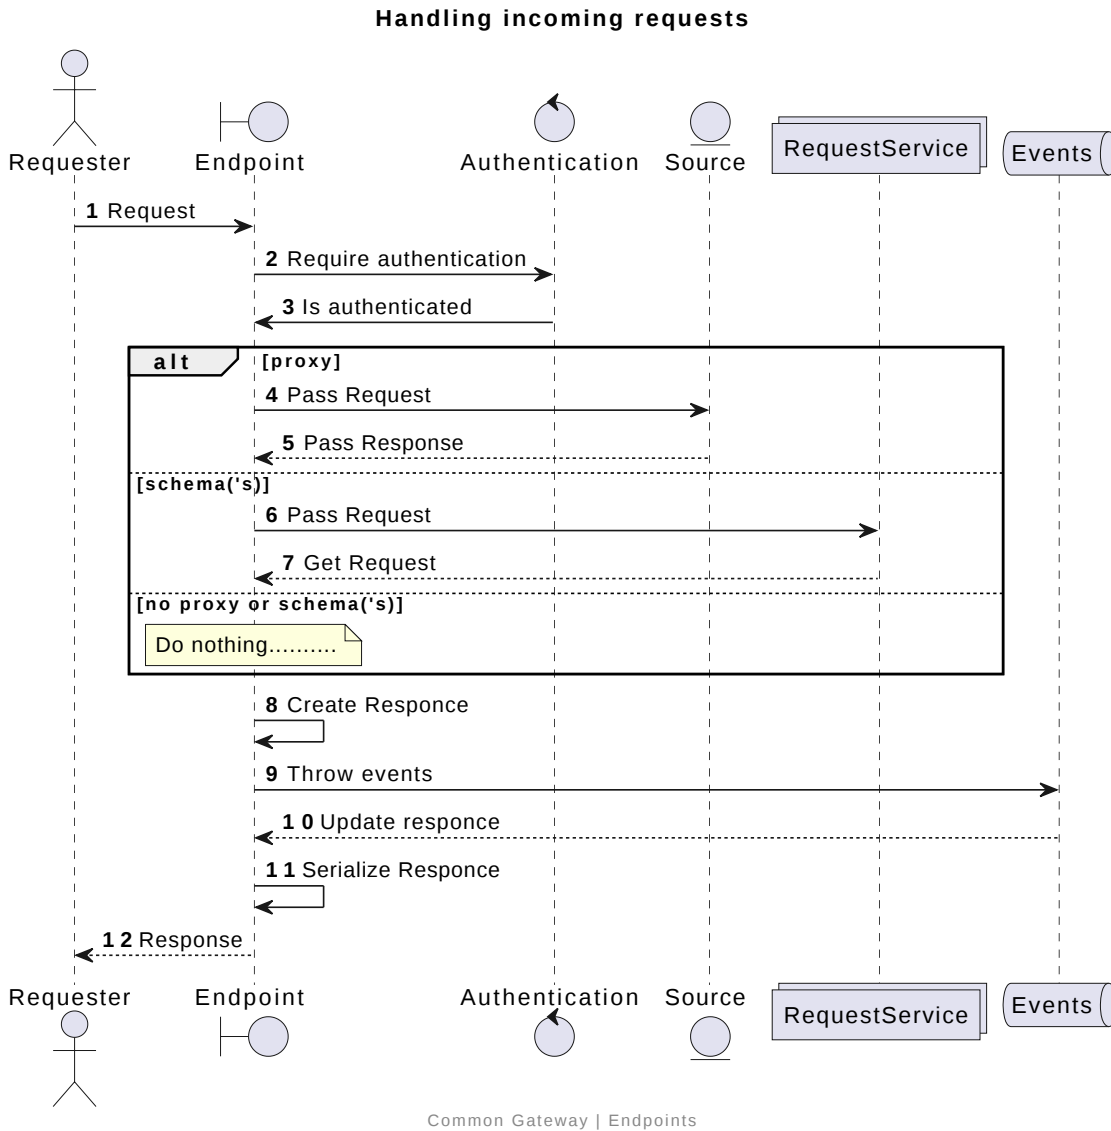 Handling incoming requests
Requester
Endpoint
Authentication
Source
RequestService
Events
1 Request
2 Require authentication
3 Is authenticated
alt [proxy]
4 Pass Request
5 Pass Response
[schema('s)]
6 Pass Request
7 Get Request
[no proxy or schema('s)]
Do nothing..........
8 Create Responce
9 Throw events
10 Update responce
11 Serialize Responce
12 Response
Requester
Endpoint
Authentication
Source
RequestService
Events
Common Gateway | Endpoints